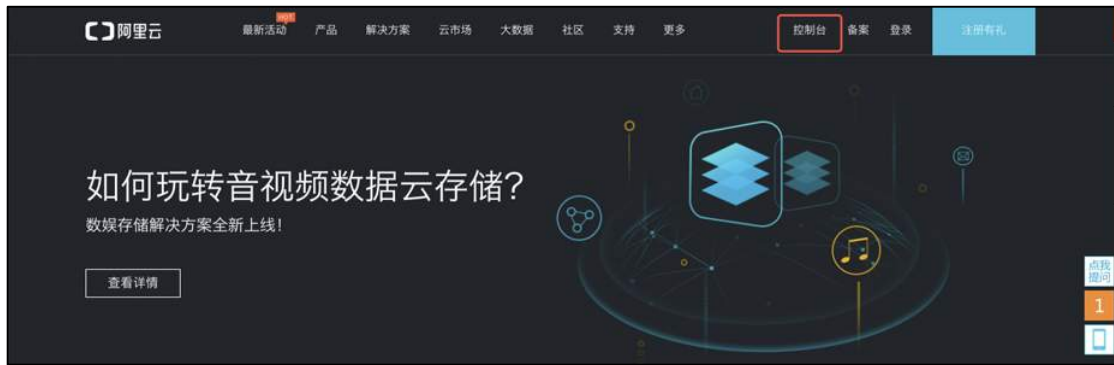 阿里云
HOT
最新活动 产品 解决方案 云市场 大数据 社区 支持 更多 控制台 备案 登录 注册有礼
如何玩转音视频数据云存储?
数娱存储解决方案全新上线!
查看详情
点我
提问
1